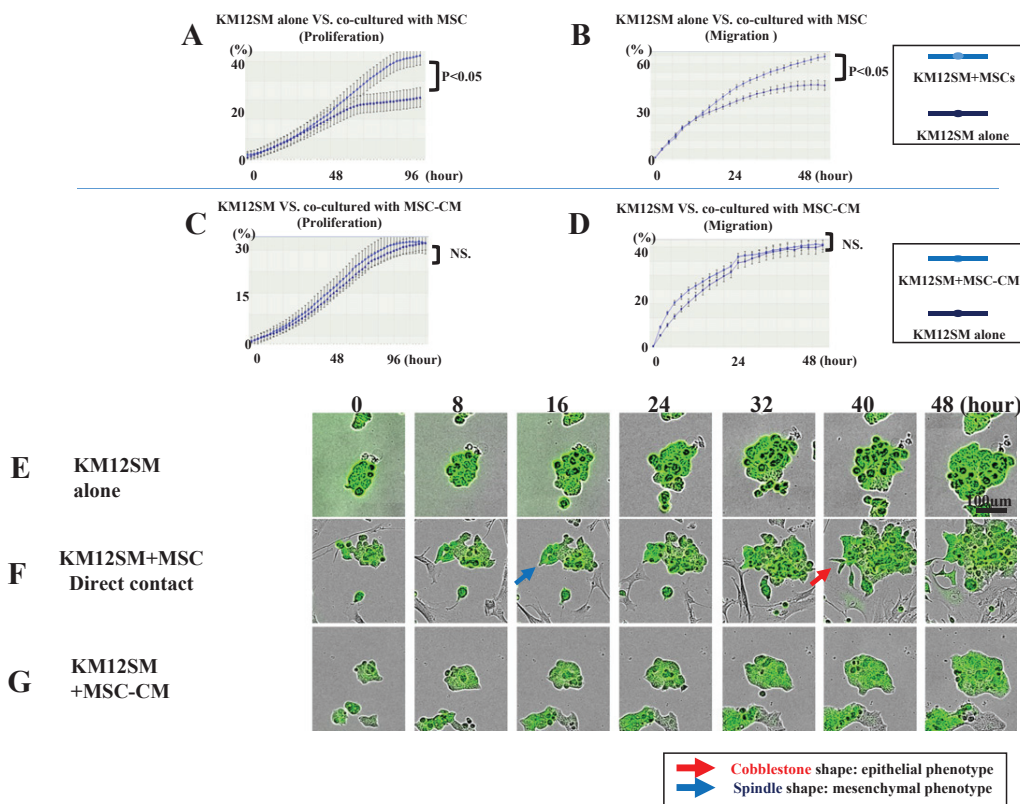 KM12SM alone VS. co-cultured with MSC
(Proliferation)
A
(%)
40
20
0
0 48 96 (hour)
P<0.05
KM12SM alone VS. co-cultured with MSC
(Migration )
B
(%)
60
30
0
0 24 48 (hour)
P<0.05
KM12SM+MSCs
KM12SM alone
KM12SM VS. co-cultured with MSC-CM
(Proliferation)
C
(%)
30
15
0
0 48 96 (hour)
NS.
KM12SM VS. co-cultured with MSC-CM
(Migration)
D
(%)
40
20
0
0 24 48 (hour)
NS.
KM12SM+MSC-CM
KM12SM alone
0 8 16 24 32 40 48 (hour)
E KM12SM
alone
100um
F KM12SM+MSC
Direct contact
G KM12SM
+MSC-CM
Cobblestone shape: epithelial phenotype
Spindle shape: mesenchymal phenotype